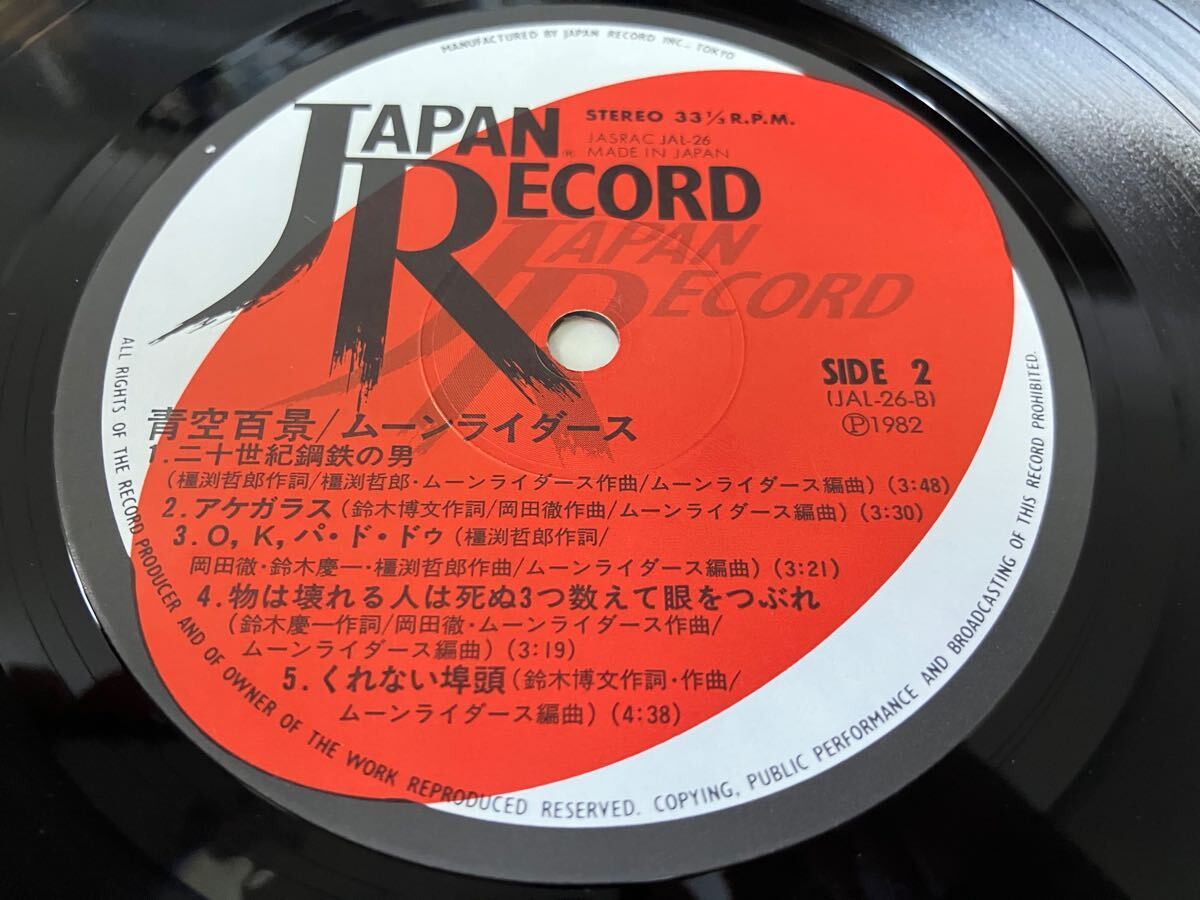 MANUFACTURED BY JAPAN RECORD INC., TOKYO
JAPAN
RECORD
®
STEREO 33⅓ R.P.M.
JASRAC JAL-26
MADE IN JAPAN
JAPAN
RECORD
SIDE 2
(JAL-26-B)
Ⓟ1982
青空百景/ムーンライダース
1. 二十世紀鋼鉄の男
(橿渕哲郎作詞/橿渕哲郎・ムーンライダース作曲/ムーンライダース編曲) (3:48)
2. アケガラス (鈴木博文作詞/岡田徹作曲/ムーンライダース編曲) (3:30)
3. O, K, パ・ド・ドゥ (橿渕哲郎作詞/
岡田徹・鈴木慶一・橿渕哲郎作曲/ムーンライダース編曲) (3:21)
4. 物は壊れる人は死ぬ3つ数えて眼をつぶれ
(鈴木慶一作詞/岡田徹・ムーンライダース作曲/
ムーンライダース編曲) (3:19)
5. くれない埠頭 (鈴木博文作詞・作曲/
ムーンライダース編曲) (4:38)
ALL RIGHTS OF THE RECORD PRODUCER AND OF OWNER OF THE WORK REPRODUCED RESERVED. COPYING, PUBLIC PERFORMANCE AND BROADCASTING OF THIS RECORD PROHIBITED.